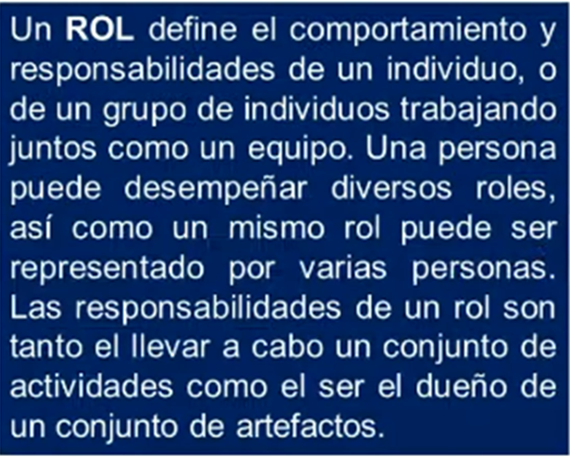 Un ROL define el comportamiento y
responsabilidades de un individuo, o
de un grupo de individuos trabajando
juntos como un equipo. Una persona
puede desempeñar diversos roles,
así como un mismo rol puede ser
representado por varias personas.
Las responsabilidades de un rol son
tanto el llevar a cabo un conjunto de
actividades como el ser el dueño de
un conjunto de artefactos.